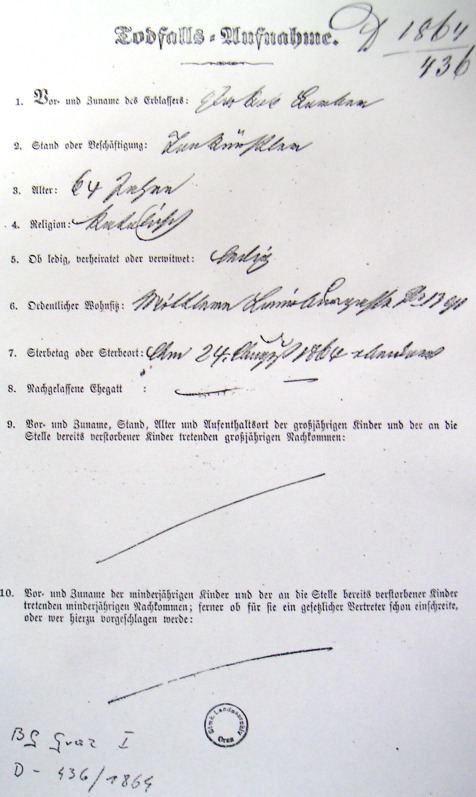 Todfalls-Aufnahme. D 1864
436
1. Vor- und Zuname des Erblassers:
2. Stand oder Beschäftigung:
3. Alter: 64 Jahre
4. Religion: Katholisch
5. Ob ledig, verheiratet oder verwitwet: ledig
6. Ordentlicher Wohnsitz:
7. Sterbetag oder Sterbeort: Am 24. August 1864
8. Nachgelassene Ehegatt :
9. Vor- und Zuname, Stand, Alter und Aufenthaltsort der großjährigen Kinder und der an die
Stelle bereits verstorbener Kinder tretenden großjährigen Nachkommen:
10. Vor- und Zuname der minderjährigen Kinder und der an die Stelle bereits verstorbener Kinder
tretenden minderjährigen Nachkommen; ferner ob für sie ein gesetzlicher Vertreter schon einschreite,
oder wer hierzu vorgeschlagen werde:
Landesarchiv
Graz
BG Graz I
D - 436/1864